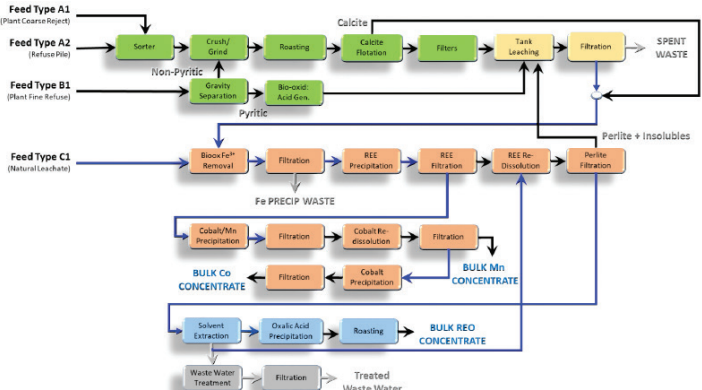 Feed Type A1
(Plant Coarse Reject)
Calcite
Feed Type A2
(Refuse Pile)
Sorter
Crush/
Grind
Roasting
Calcite
Flotation
Filters
Tank
Leaching
Filtration
SPENT
WASTE
Non-Pyritic
Feed Type B1
(Plant Fine Refuse)
Gravity
Separation
Bio-oxid:
Acid Gen.
Pyritic
Perlite + Insolubles
Feed Type C1
(Natural Leachate)
Bioox Fe³⁺
Removal
Filtration
REE
Precipitation
REE
Filtration
REE Re-
Dissolution
Perlite
Filtration
Fe PRECIP WASTE
Cobalt/Mn
Precipitation
Filtration
Cobalt Re-
dissolution
Filtration
BULK Co
CONCENTRATE
Filtration
Cobalt
Precipitation
BULK Mn
CONCENTRATE
Solvent
Extraction
Oxalic Acid
Precipitation
Roasting
BULK REO
CONCENTRATE
Waste Water
Treatment
Filtration
Treated
Waste Water